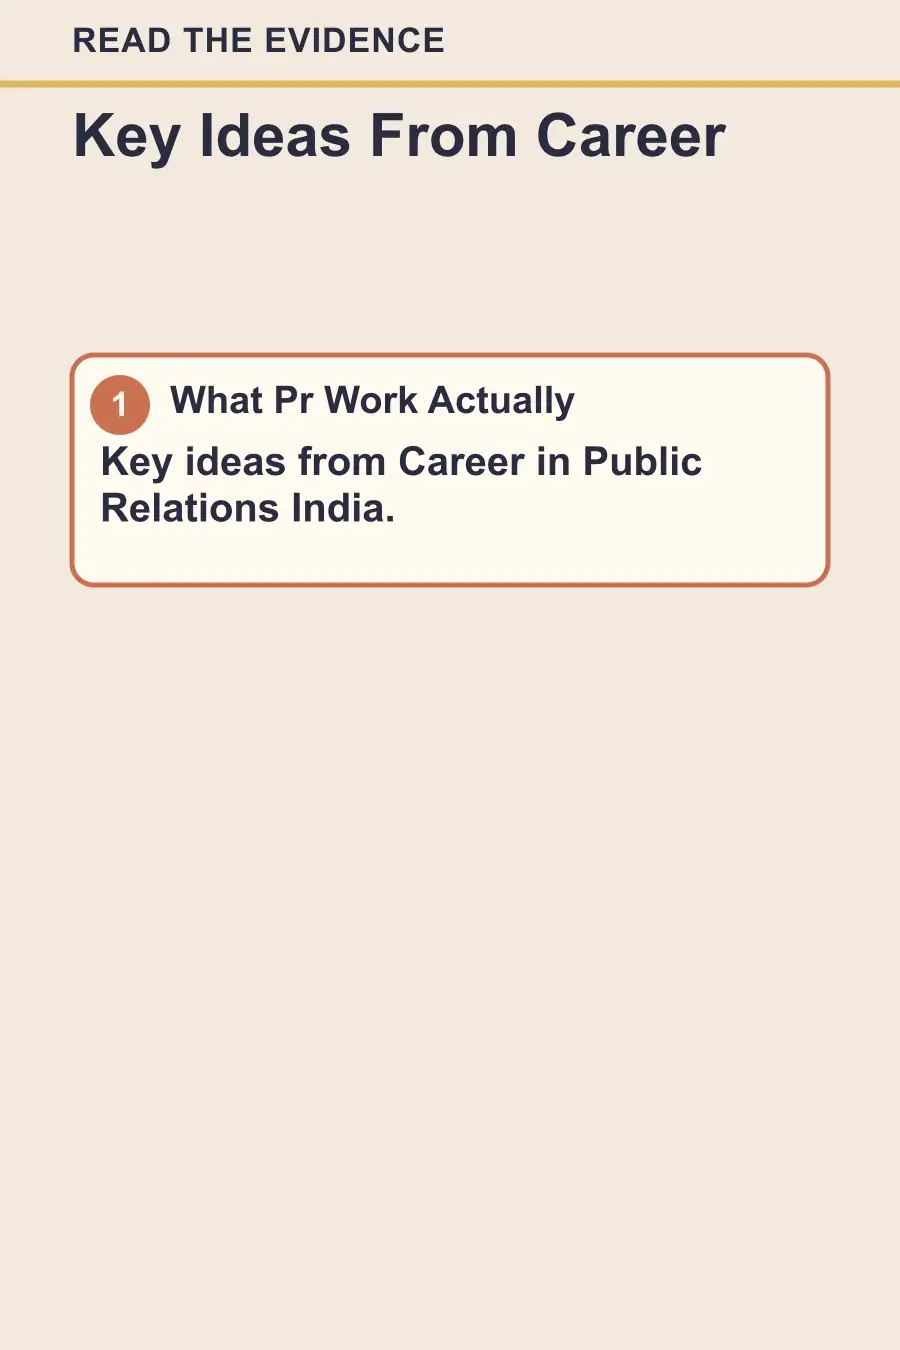 READ THE EVIDENCE
Key Ideas From Career
1 What Pr Work Actually
Key ideas from Career in Public
Relations India.